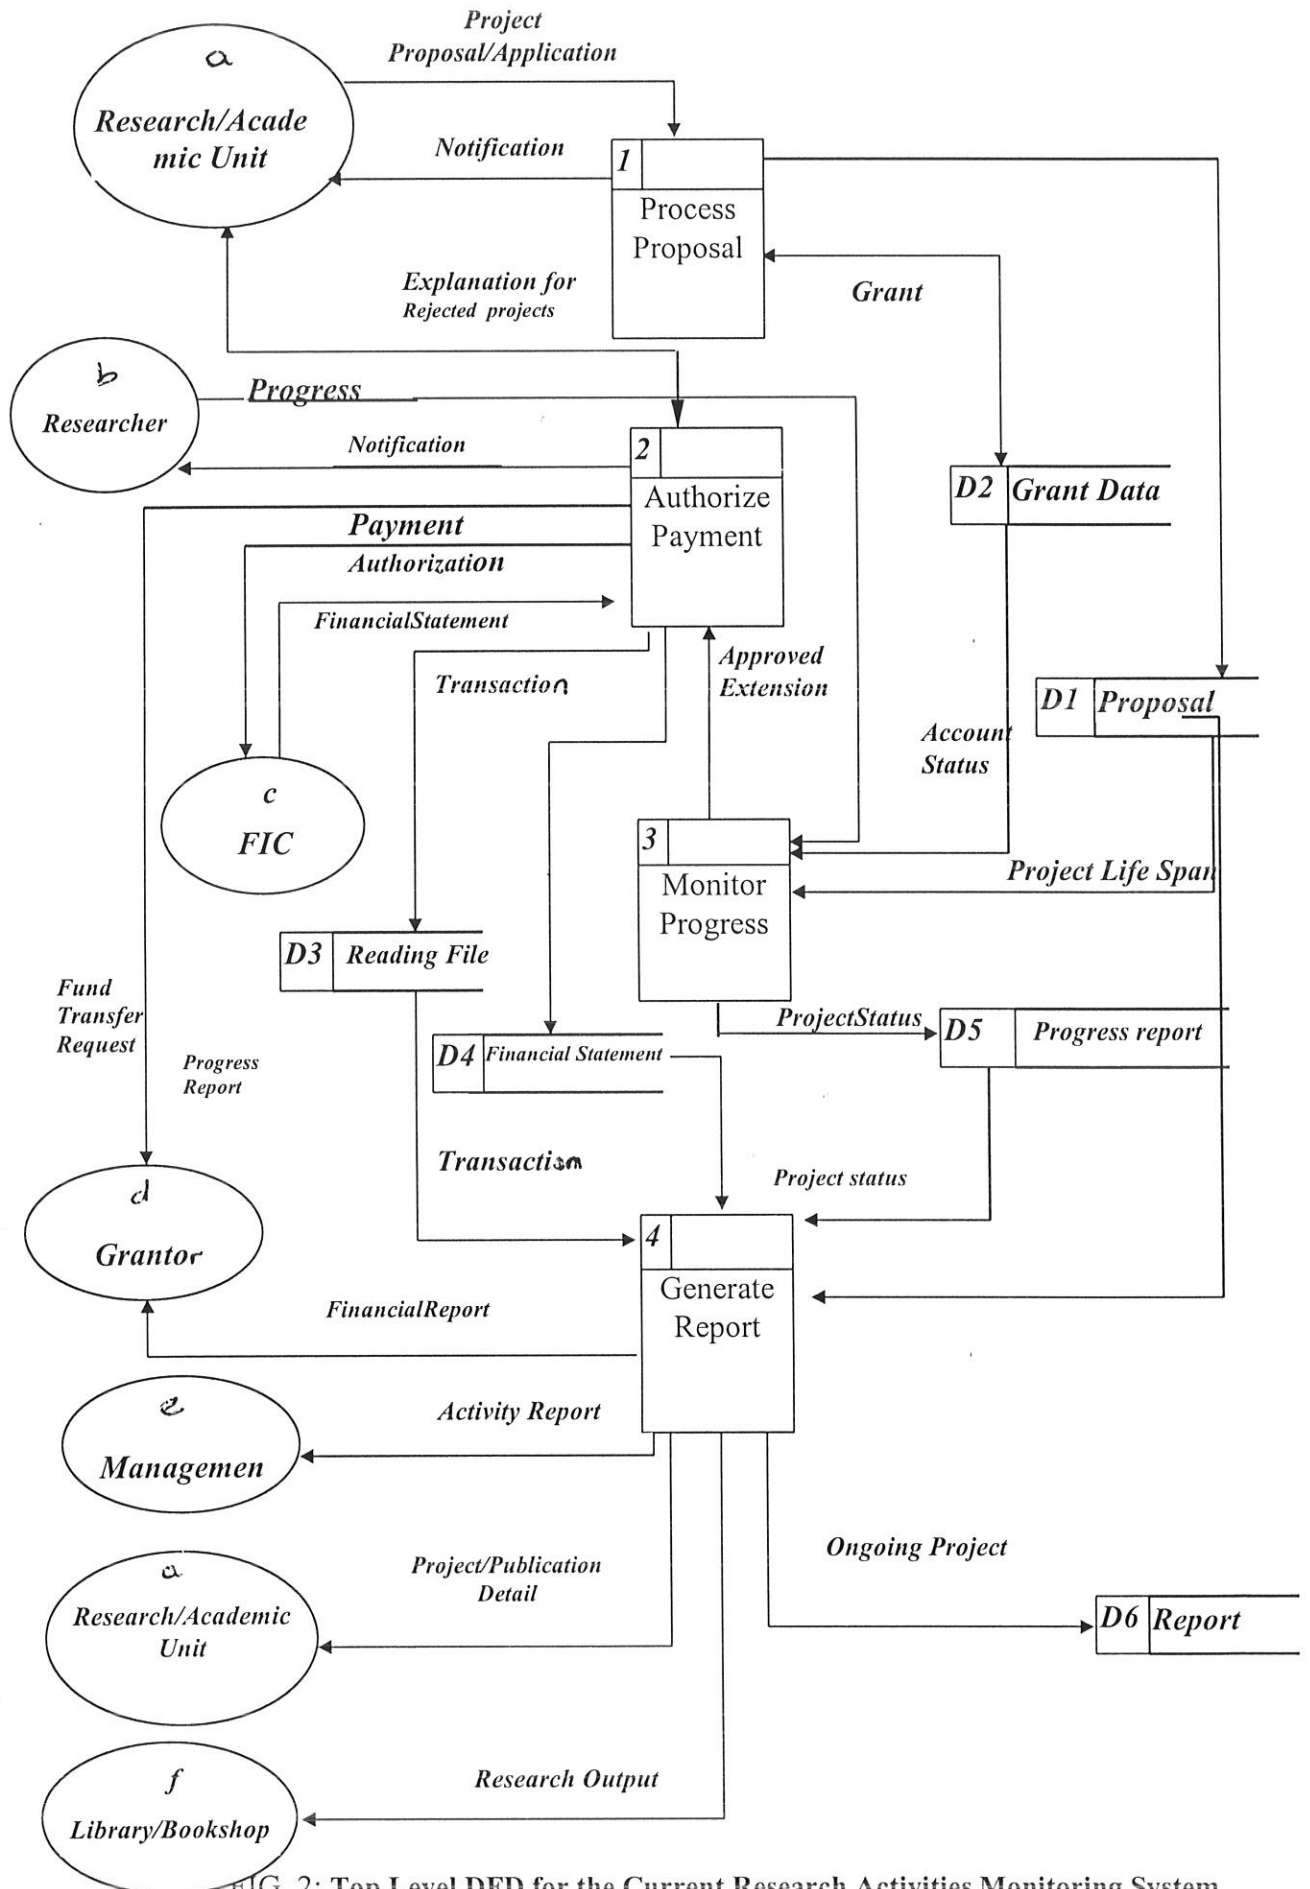 Project
Proposal/Application
a
Research/Acade
mic Unit
Notification
1
Process
Proposal
Explanation for
Rejected projects
Grant
b
Researcher
Progress
Notification
2
Authorize
Payment
D2 Grant Data
Payment
Authorization
FinancialStatement
Transaction
Approved
Extension
D1 Proposal
Account
Status
c
FIC
3
Monitor
Progress
Project Life Span
D3 Reading File
Fund
Transfer
Request
Progress
Report
ProjectStatus
D5 Progress report
D4 Financial Statement
Transaction
Project status
d
Grantor
4
Generate
Report
FinancialReport
e
Managemen
Activity Report
Ongoing Project
a
Research/Academic
Unit
Project/Publication
Detail
D6 Report
f
Library/Bookshop
Research Output
FIG. 2: Top Level DFD for the Current Research Activities Monitoring System